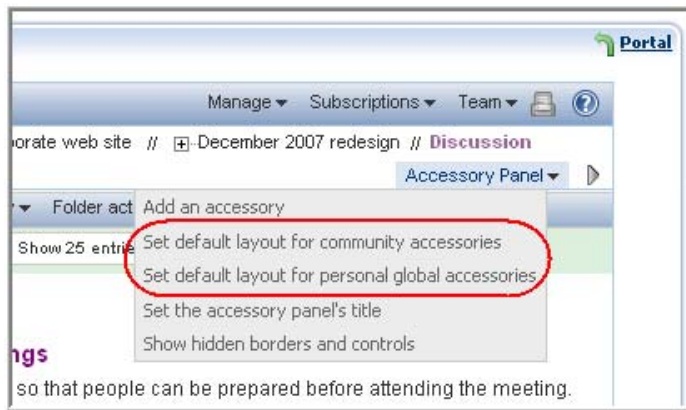 Portal
Manage Subscriptions Team
orate web site // December 2007 redesign // Discussion
Accessory Panel
Folder act Add an accessory
Show 25 entrie Set default layout for community accessories
Set default layout for personal global accessories
Set the accessory panel's title
ngs Show hidden borders and controls
so that people can be prepared before attending the meeting.